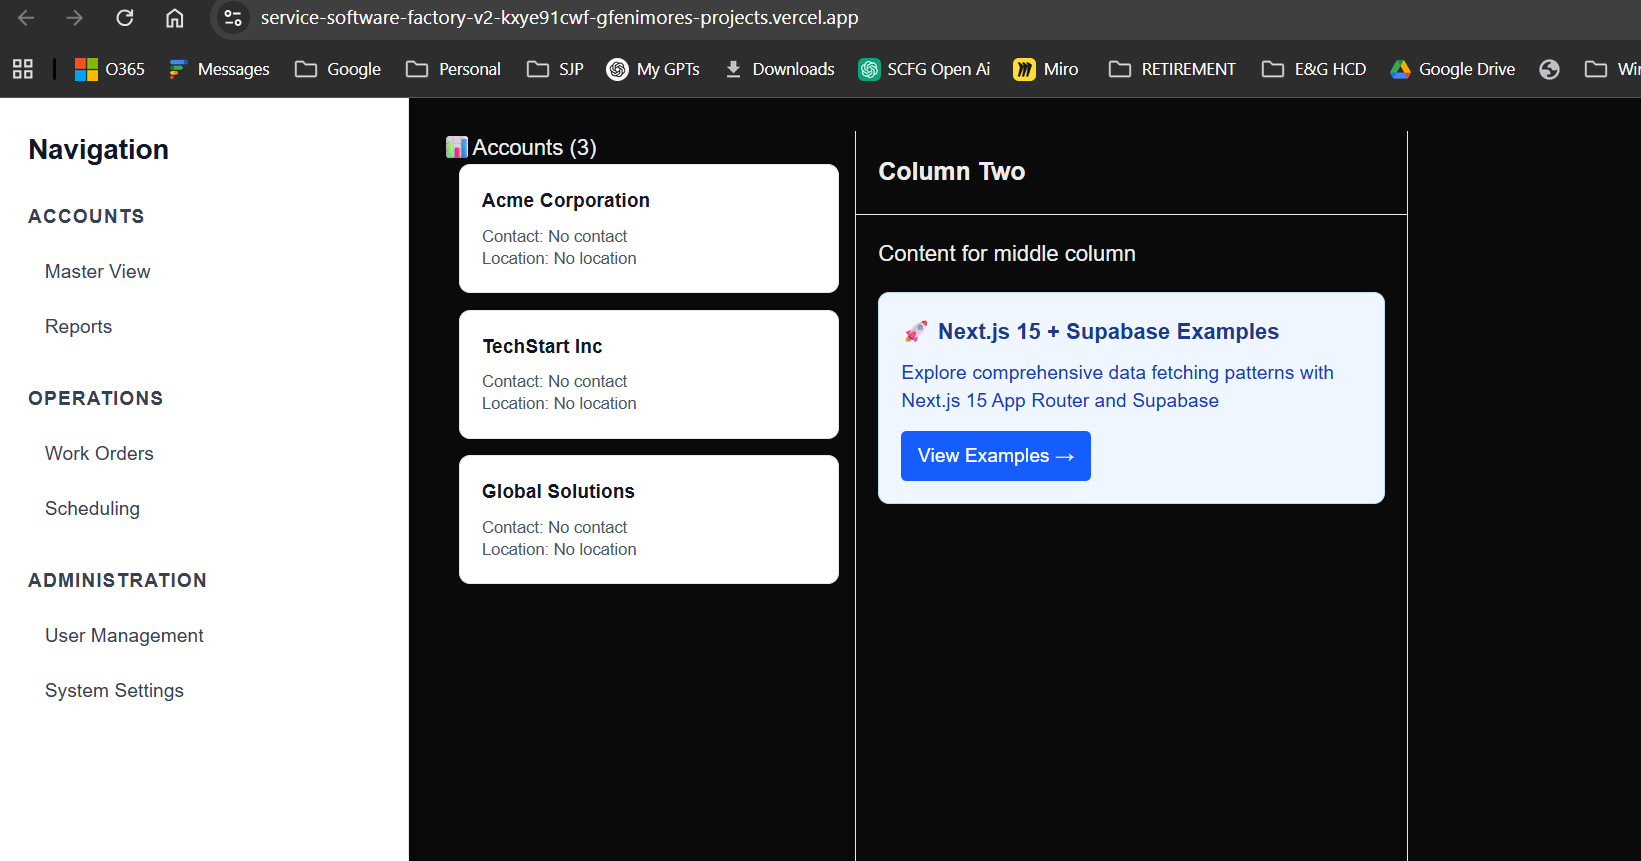 service-software-factory-v2-kxye91cwf-gfenimores-projects.vercel.app
O365 Messages Google Personal SJP My GPTs Downloads SCFG Open Ai Miro RETIREMENT E&G HCD Google Drive
Navigation
ACCOUNTS
Master View
Reports
OPERATIONS
Work Orders
Scheduling
ADMINISTRATION
User Management
System Settings
Accounts (3)
Acme Corporation
Contact: No contact
Location: No location
TechStart Inc
Contact: No contact
Location: No location
Global Solutions
Contact: No contact
Location: No location
Column Two
Content for middle column
🚀 Next.js 15 + Supabase Examples
Explore comprehensive data fetching patterns with
Next.js 15 App Router and Supabase
View Examples →